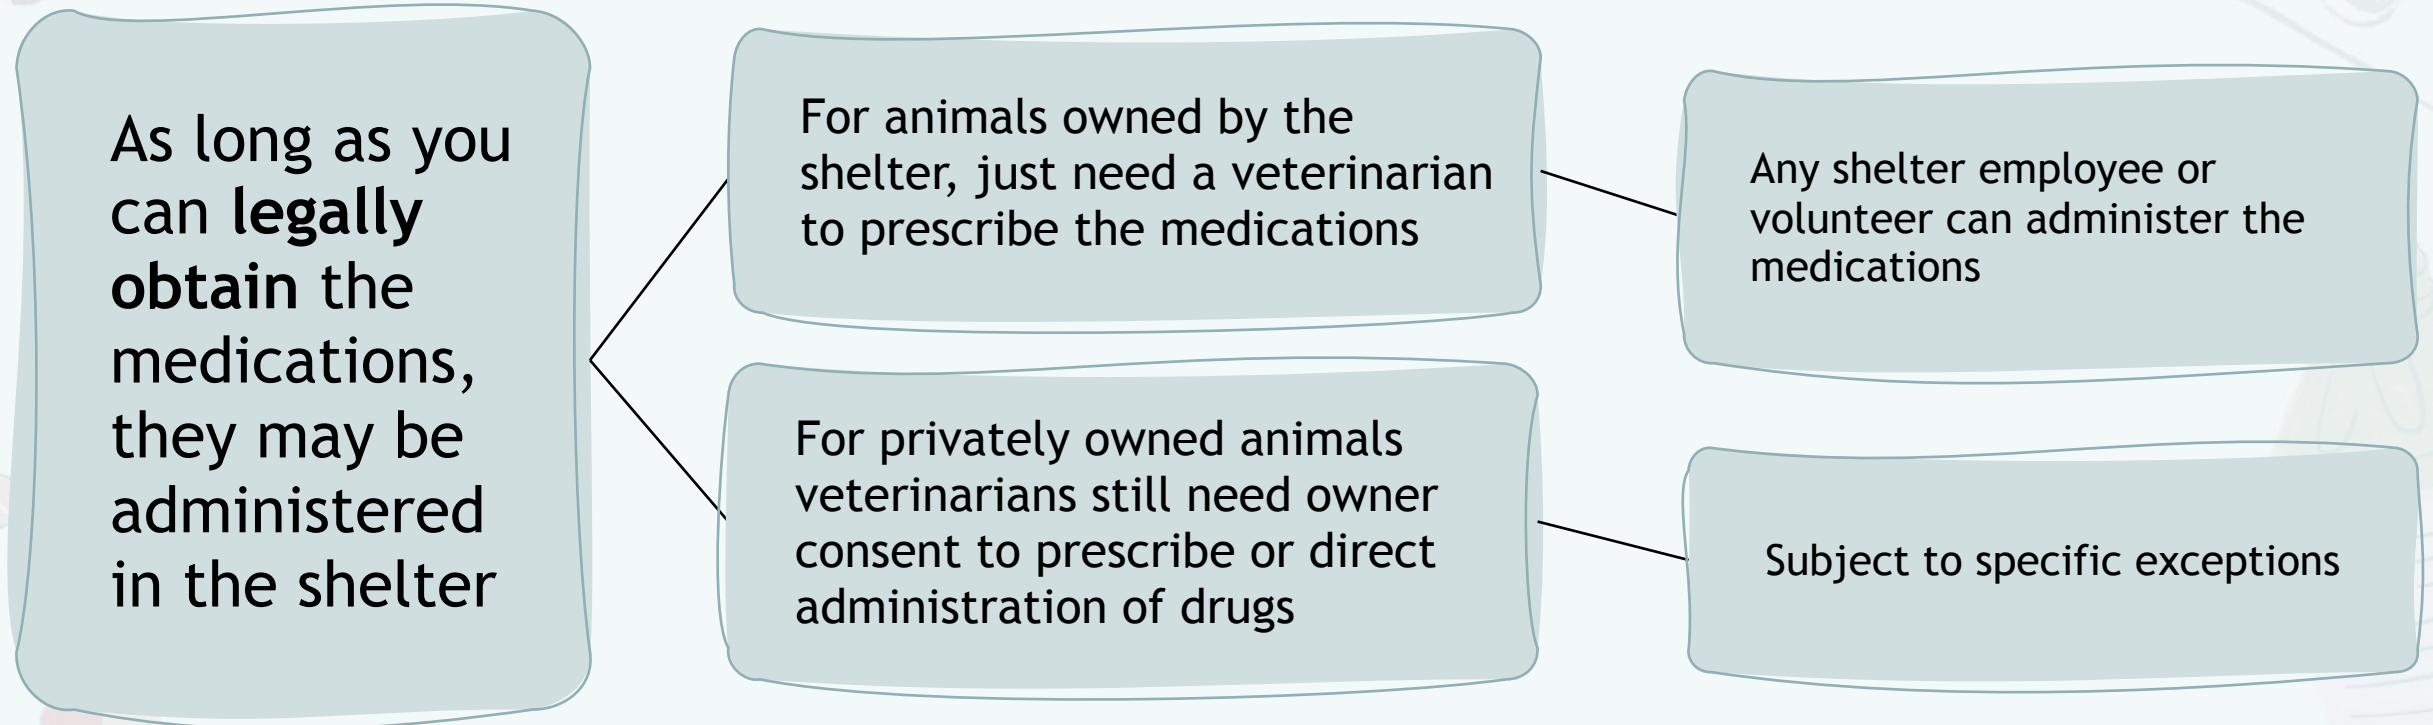 As long as you
can legally
obtain the
medications,
they may be
administered
in the shelter
For animals owned by the
shelter, just need a veterinarian
to prescribe the medications
Any shelter employee or
volunteer can administer the
medications
For privately owned animals
veterinarians still need owner
consent to prescribe or direct
administration of drugs
Subject to specific exceptions